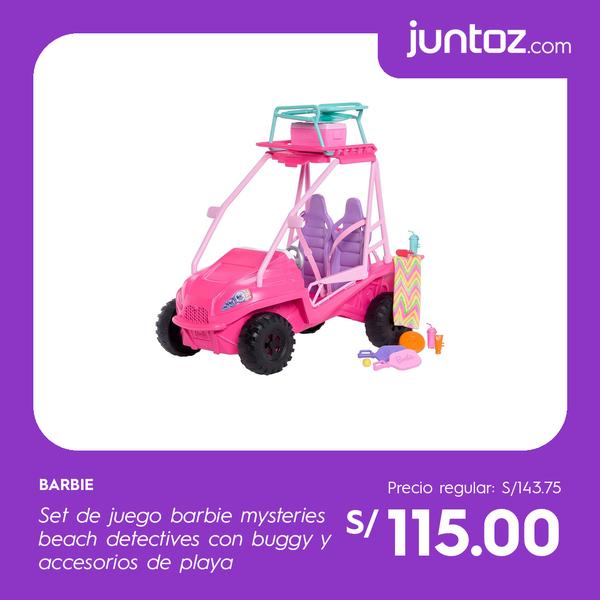 juntoz.com
Barbie
BARBIE
Set de juego barbie mysteries
beach detectives con buggy y
accesorios de playa
Precio regular: S/143.75
S/115.00